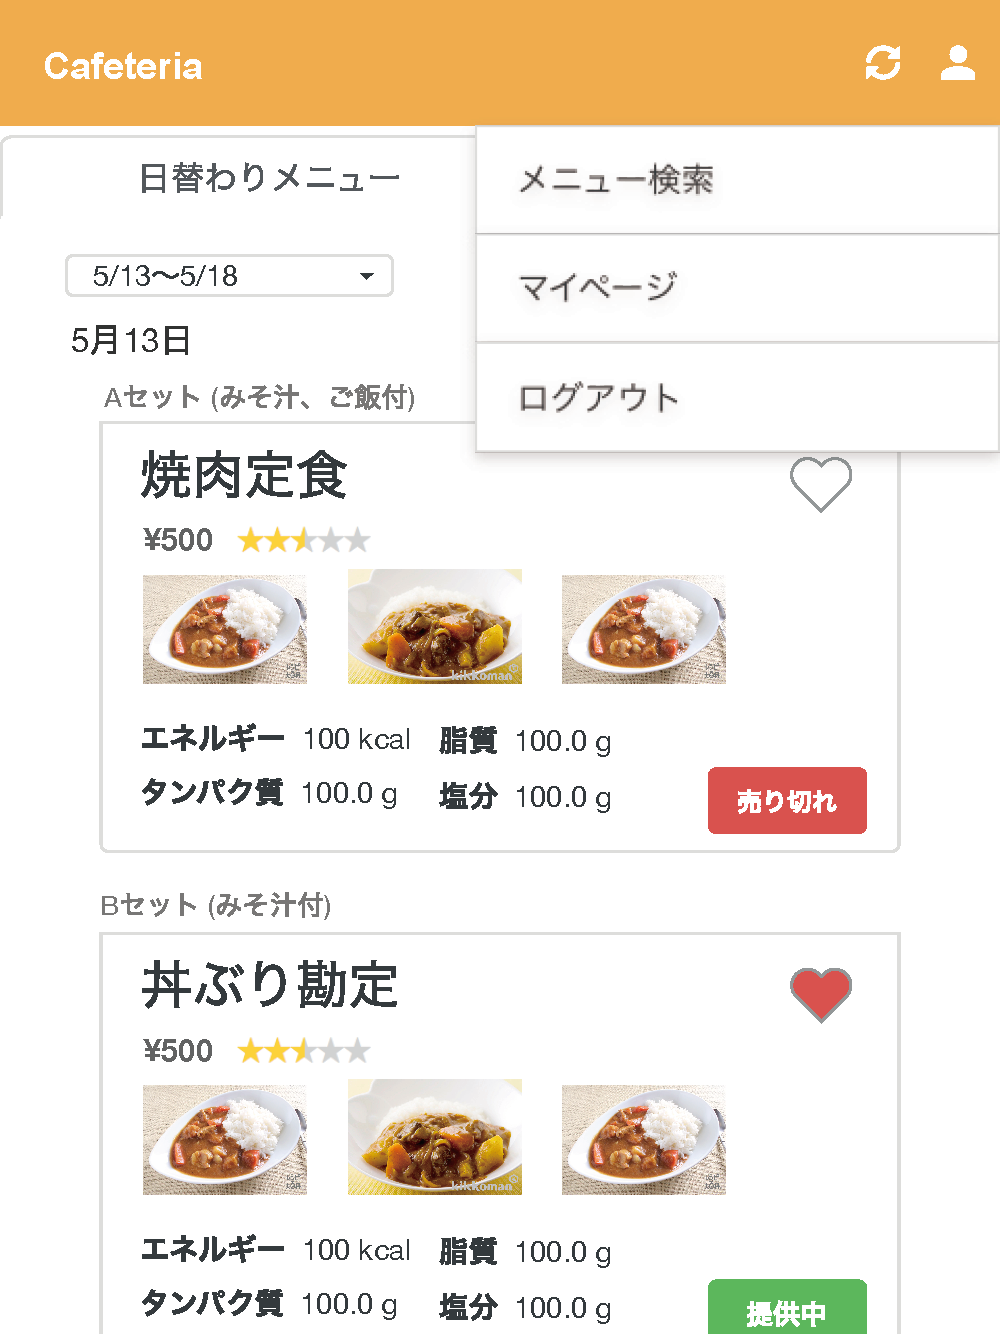 Cafeteria
日替わりメニュー
メニュー検索
マイページ
ログアウト
5/13〜5/18
5月13日
Aセット (みそ汁、ご飯付)
焼肉定食
¥500
kikkoman
エネルギー 100 kcal 脂質 100.0 g
タンパク質 100.0 g 塩分 100.0 g
売り切れ
Bセット (みそ汁付)
丼ぶり勘定
¥500
kikkoman
エネルギー 100 kcal 脂質 100.0 g
タンパク質 100.0 g 塩分 100.0 g
提供中